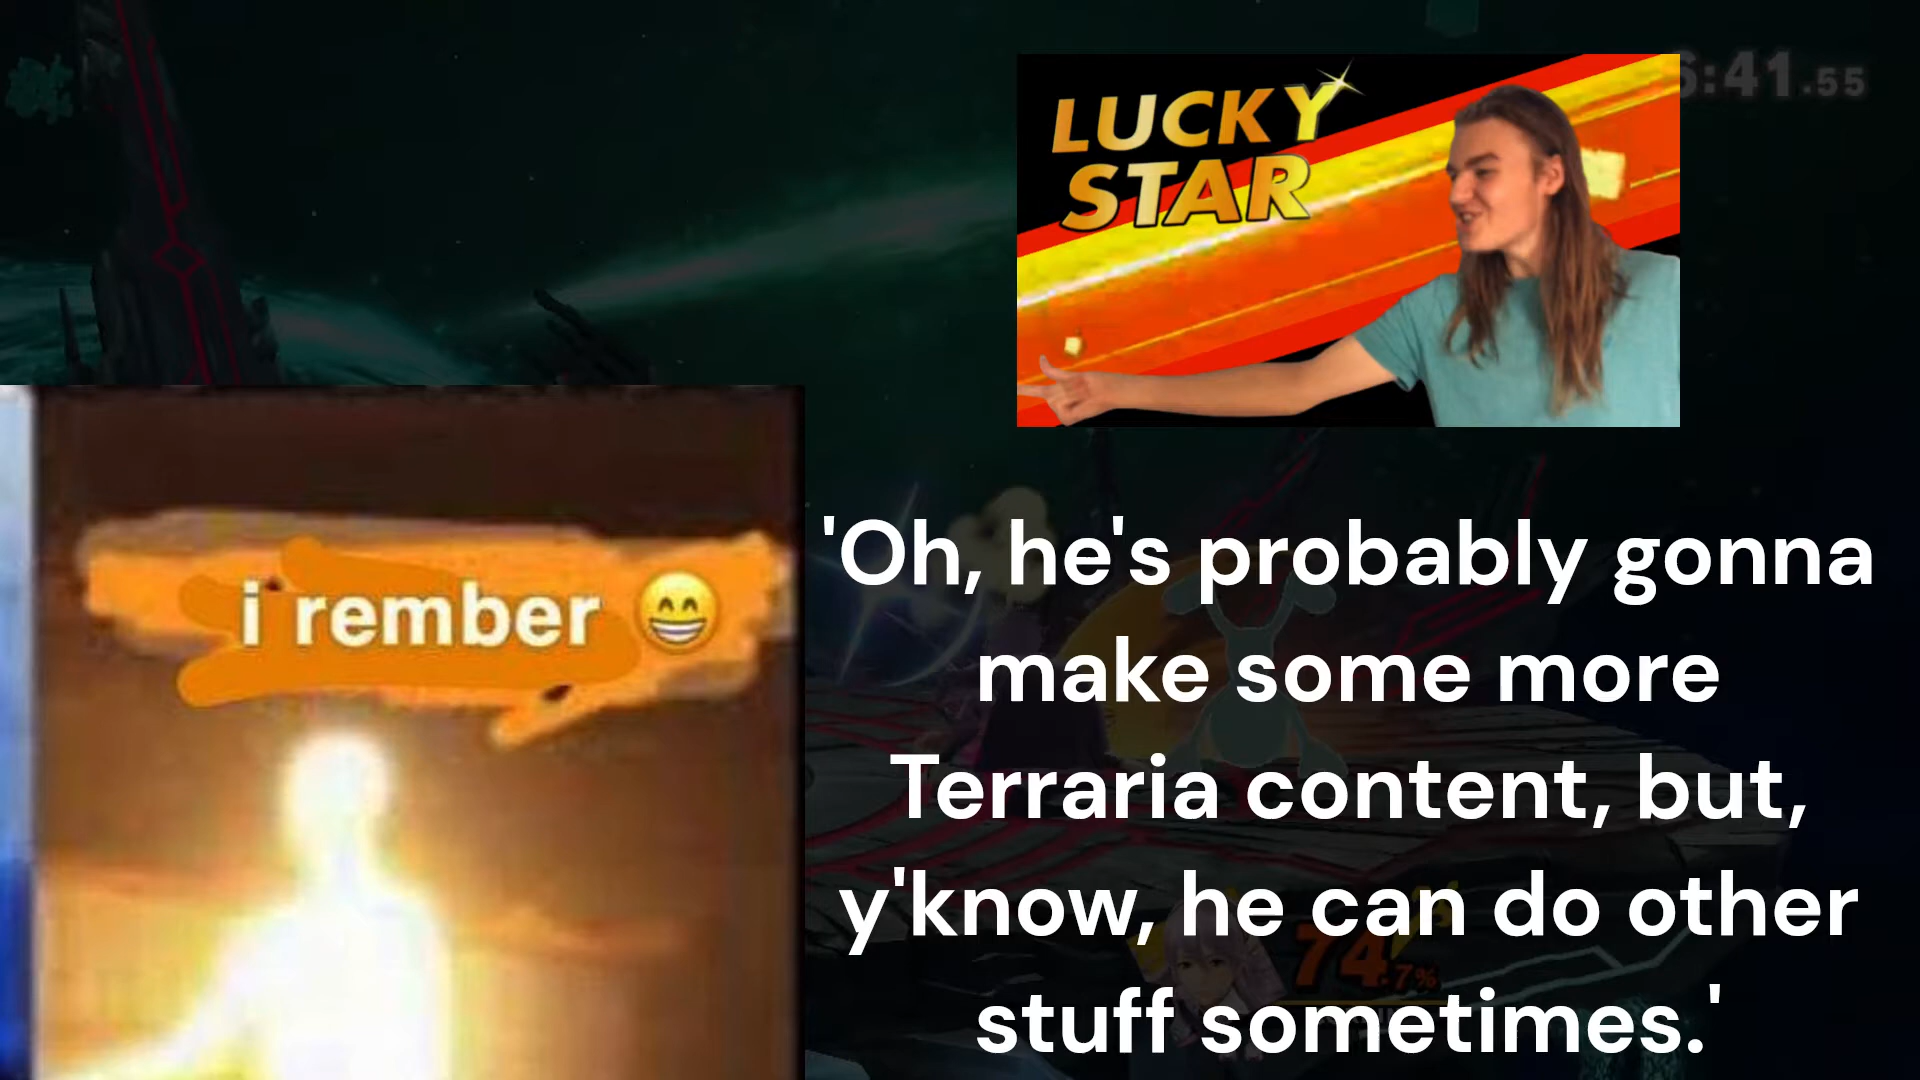 LUCKY
STAR
:41.55
i rember 😁
'Oh, he's probably gonna
make some more
Terraria content, but,
y'know, he can do other
stuff sometimes.'
74.7%